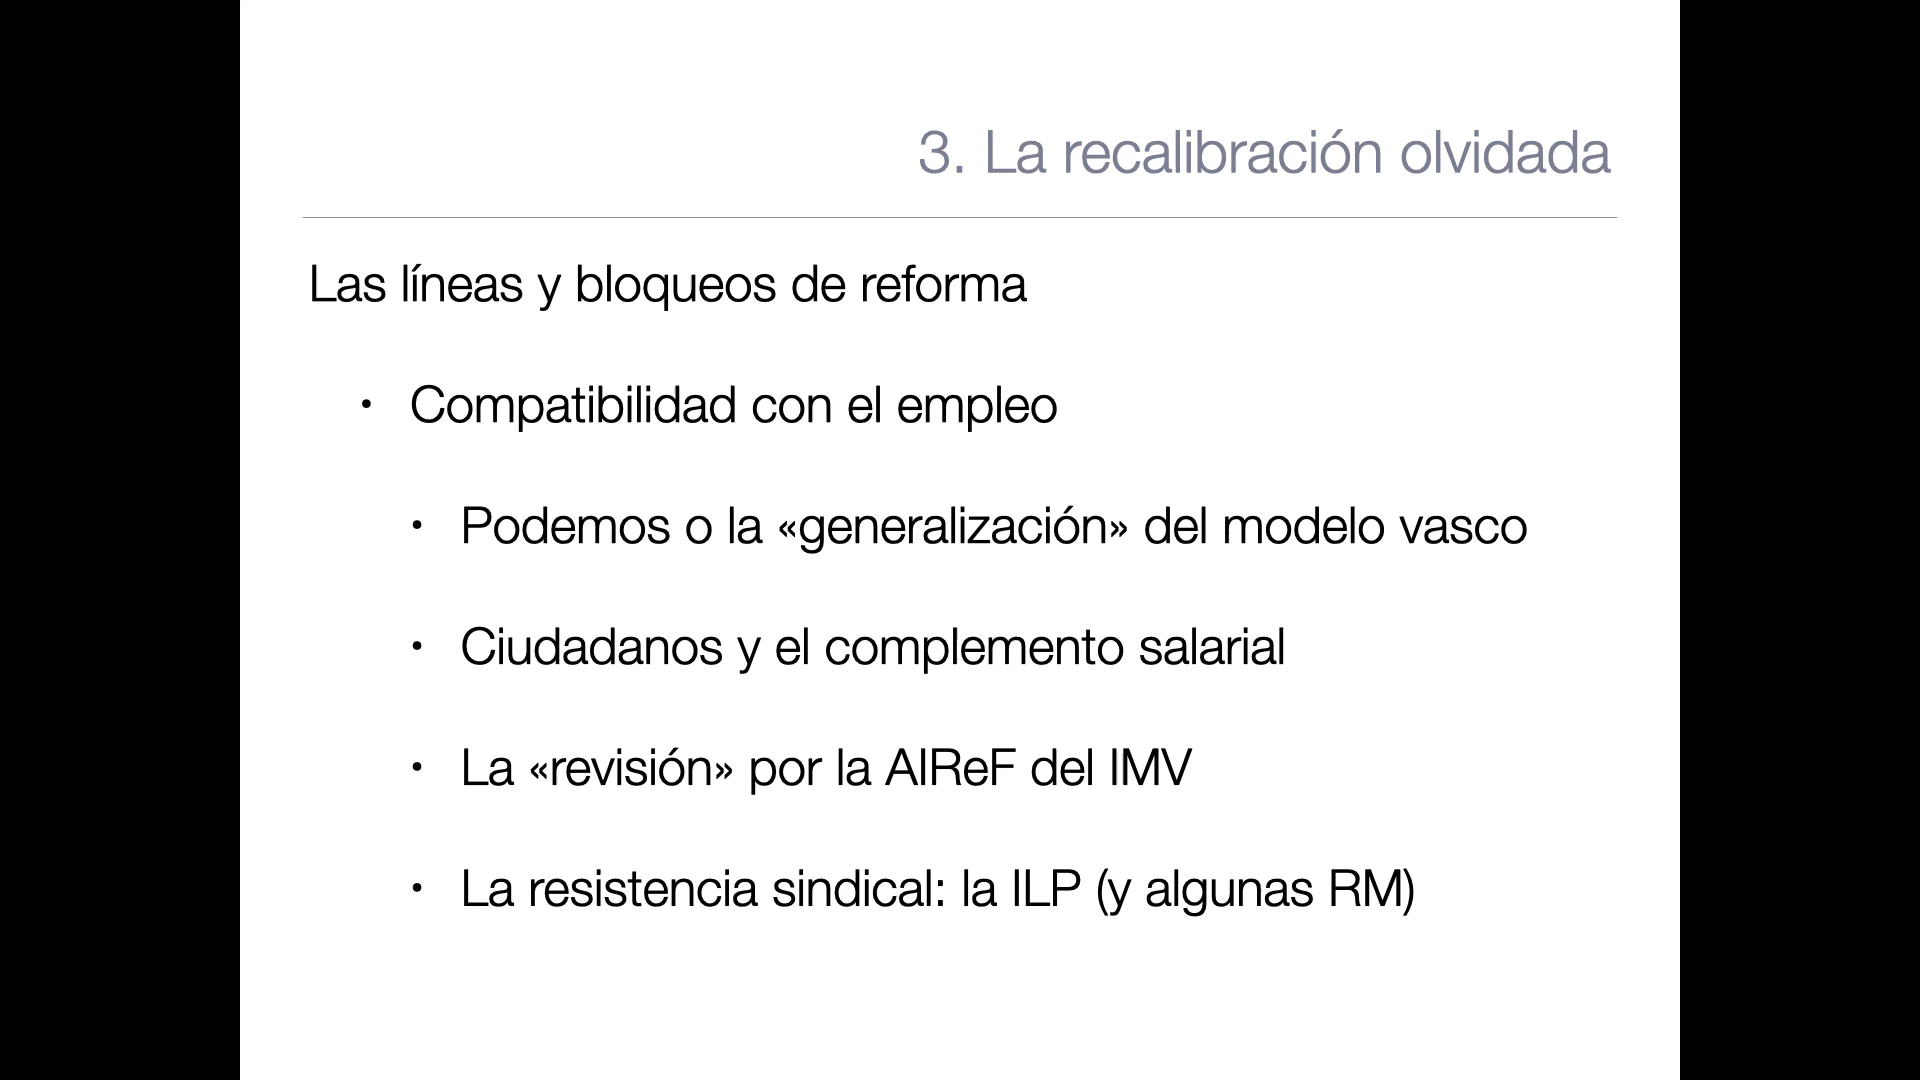 3. La recalibración olvidada
Las líneas y bloqueos de reforma
• Compatibilidad con el empleo
• Podemos o la «generalización» del modelo vasco
• Ciudadanos y el complemento salarial
• La «revisión» por la AIReF del IMV
• La resistencia sindical: la ILP (y algunas RM)